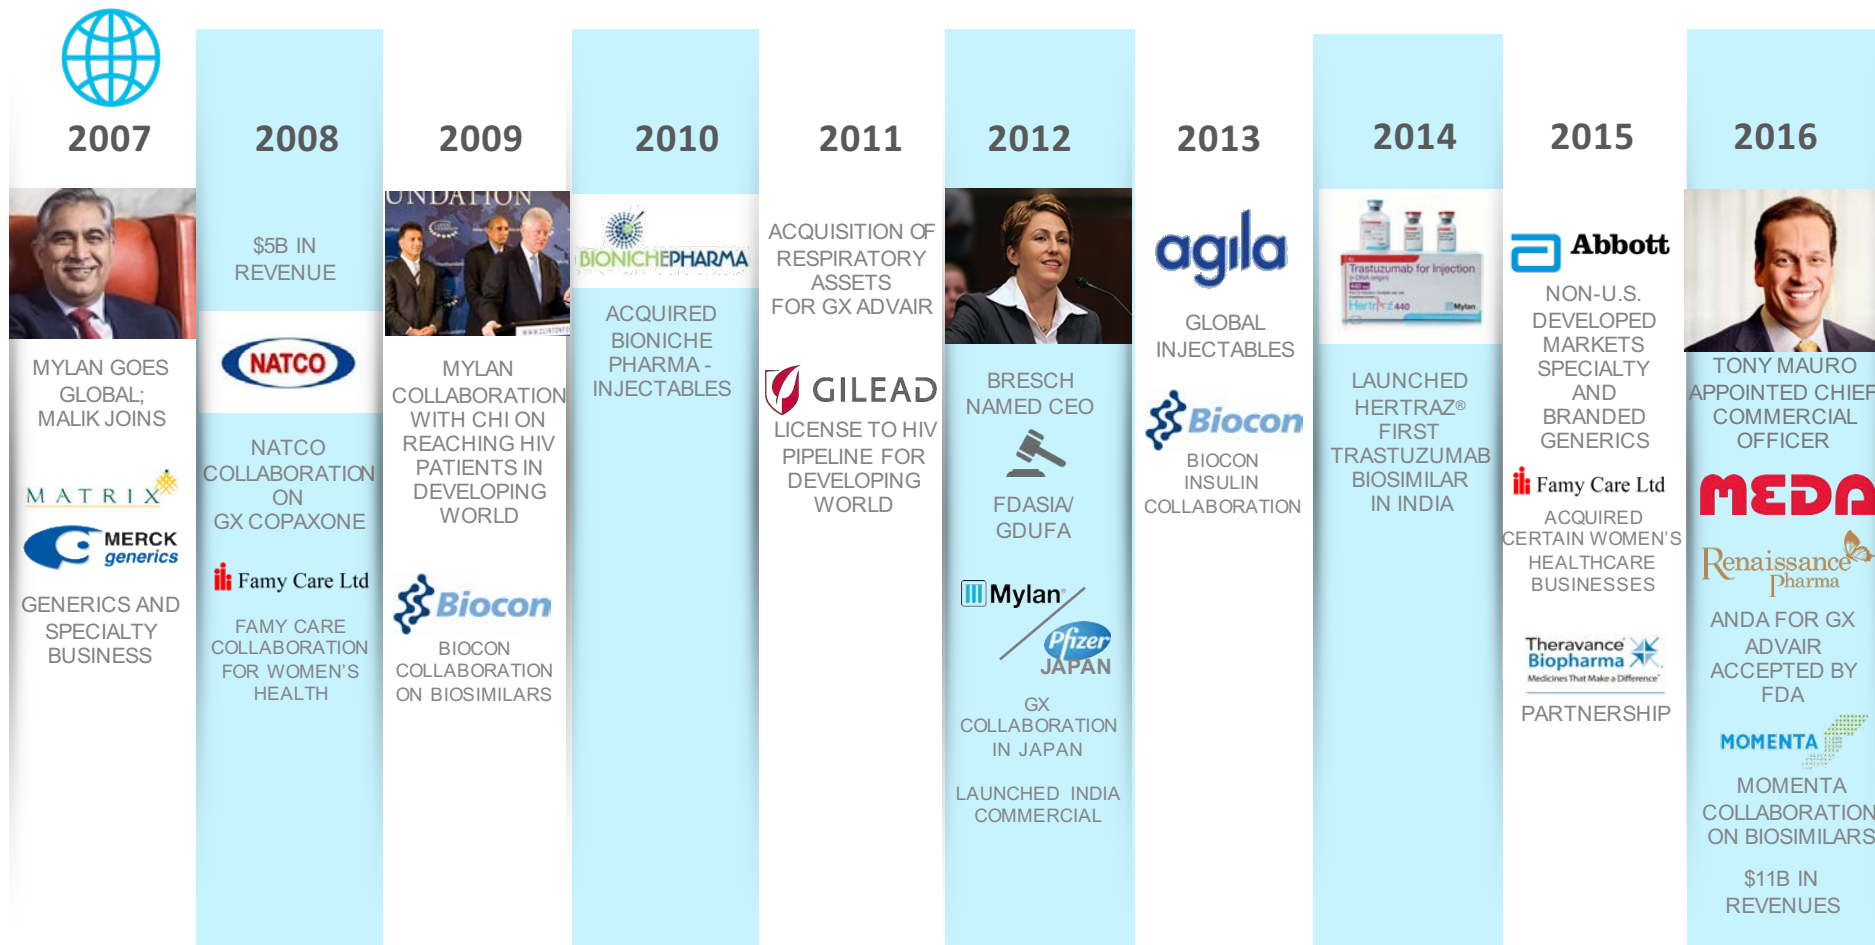 2007
MYLAN GOES
GLOBAL;
MALIK JOINS
MATRIX
MERCK
generics
GENERICS AND
SPECIALTY
BUSINESS
2008
$5B IN
REVENUE
NATCO
NATCO
COLLABORATION
ON
GX COPAXONE
Famy Care Ltd
FAMY CARE
COLLABORATION
FOR WOMEN'S
HEALTH
2009
UNDATION
WWW.CLINTONFO
MYLAN
COLLABORATION
WITH CHI ON
REACHING HIV
PATIENTS IN
DEVELOPING
WORLD
Biocon
BIOCON
COLLABORATION
ON BIOSIMILARS
2010
BIONICHEPHARMA
ACQUIRED
BIONICHE
PHARMA -
INJECTABLES
2011
ACQUISITION OF
RESPIRATORY
ASSETS
FOR GX ADVAIR
GILEAD
LICENSE TO HIV
PIPELINE FOR
DEVELOPING
WORLD
2012
BRESCH
NAMED CEO
FDASIA/
GDUFA
Mylan
Pfizer
JAPAN
GX
COLLABORATION
IN JAPAN
LAUNCHED INDIA
COMMERCIAL
2013
agila
GLOBAL
INJECTABLES
Biocon
BIOCON
INSULIN
COLLABORATION
2014
Trastuzumab for Injection
440
Hertraz 440
Mylan
LAUNCHED
HERTRAZ®
FIRST
TRASTUZUMAB
BIOSIMILAR
IN INDIA
2015
Abbott
NON-U.S.
DEVELOPED
MARKETS
SPECIALTY
AND
BRANDED
GENERICS
Famy Care Ltd
ACQUIRED
CERTAIN WOMEN'S
HEALTHCARE
BUSINESSES
Theravance
Biopharma
Medicines That Make a Difference
PARTNERSHIP
2016
TONY MAURO
APPOINTED CHIEF
COMMERCIAL
OFFICER
MEDA
Renaissance
Pharma
ANDA FOR GX
ADVAIR
ACCEPTED BY
FDA
MOMENTA
MOMENTA
COLLABORATION
ON BIOSIMILARS
$11B IN
REVENUES